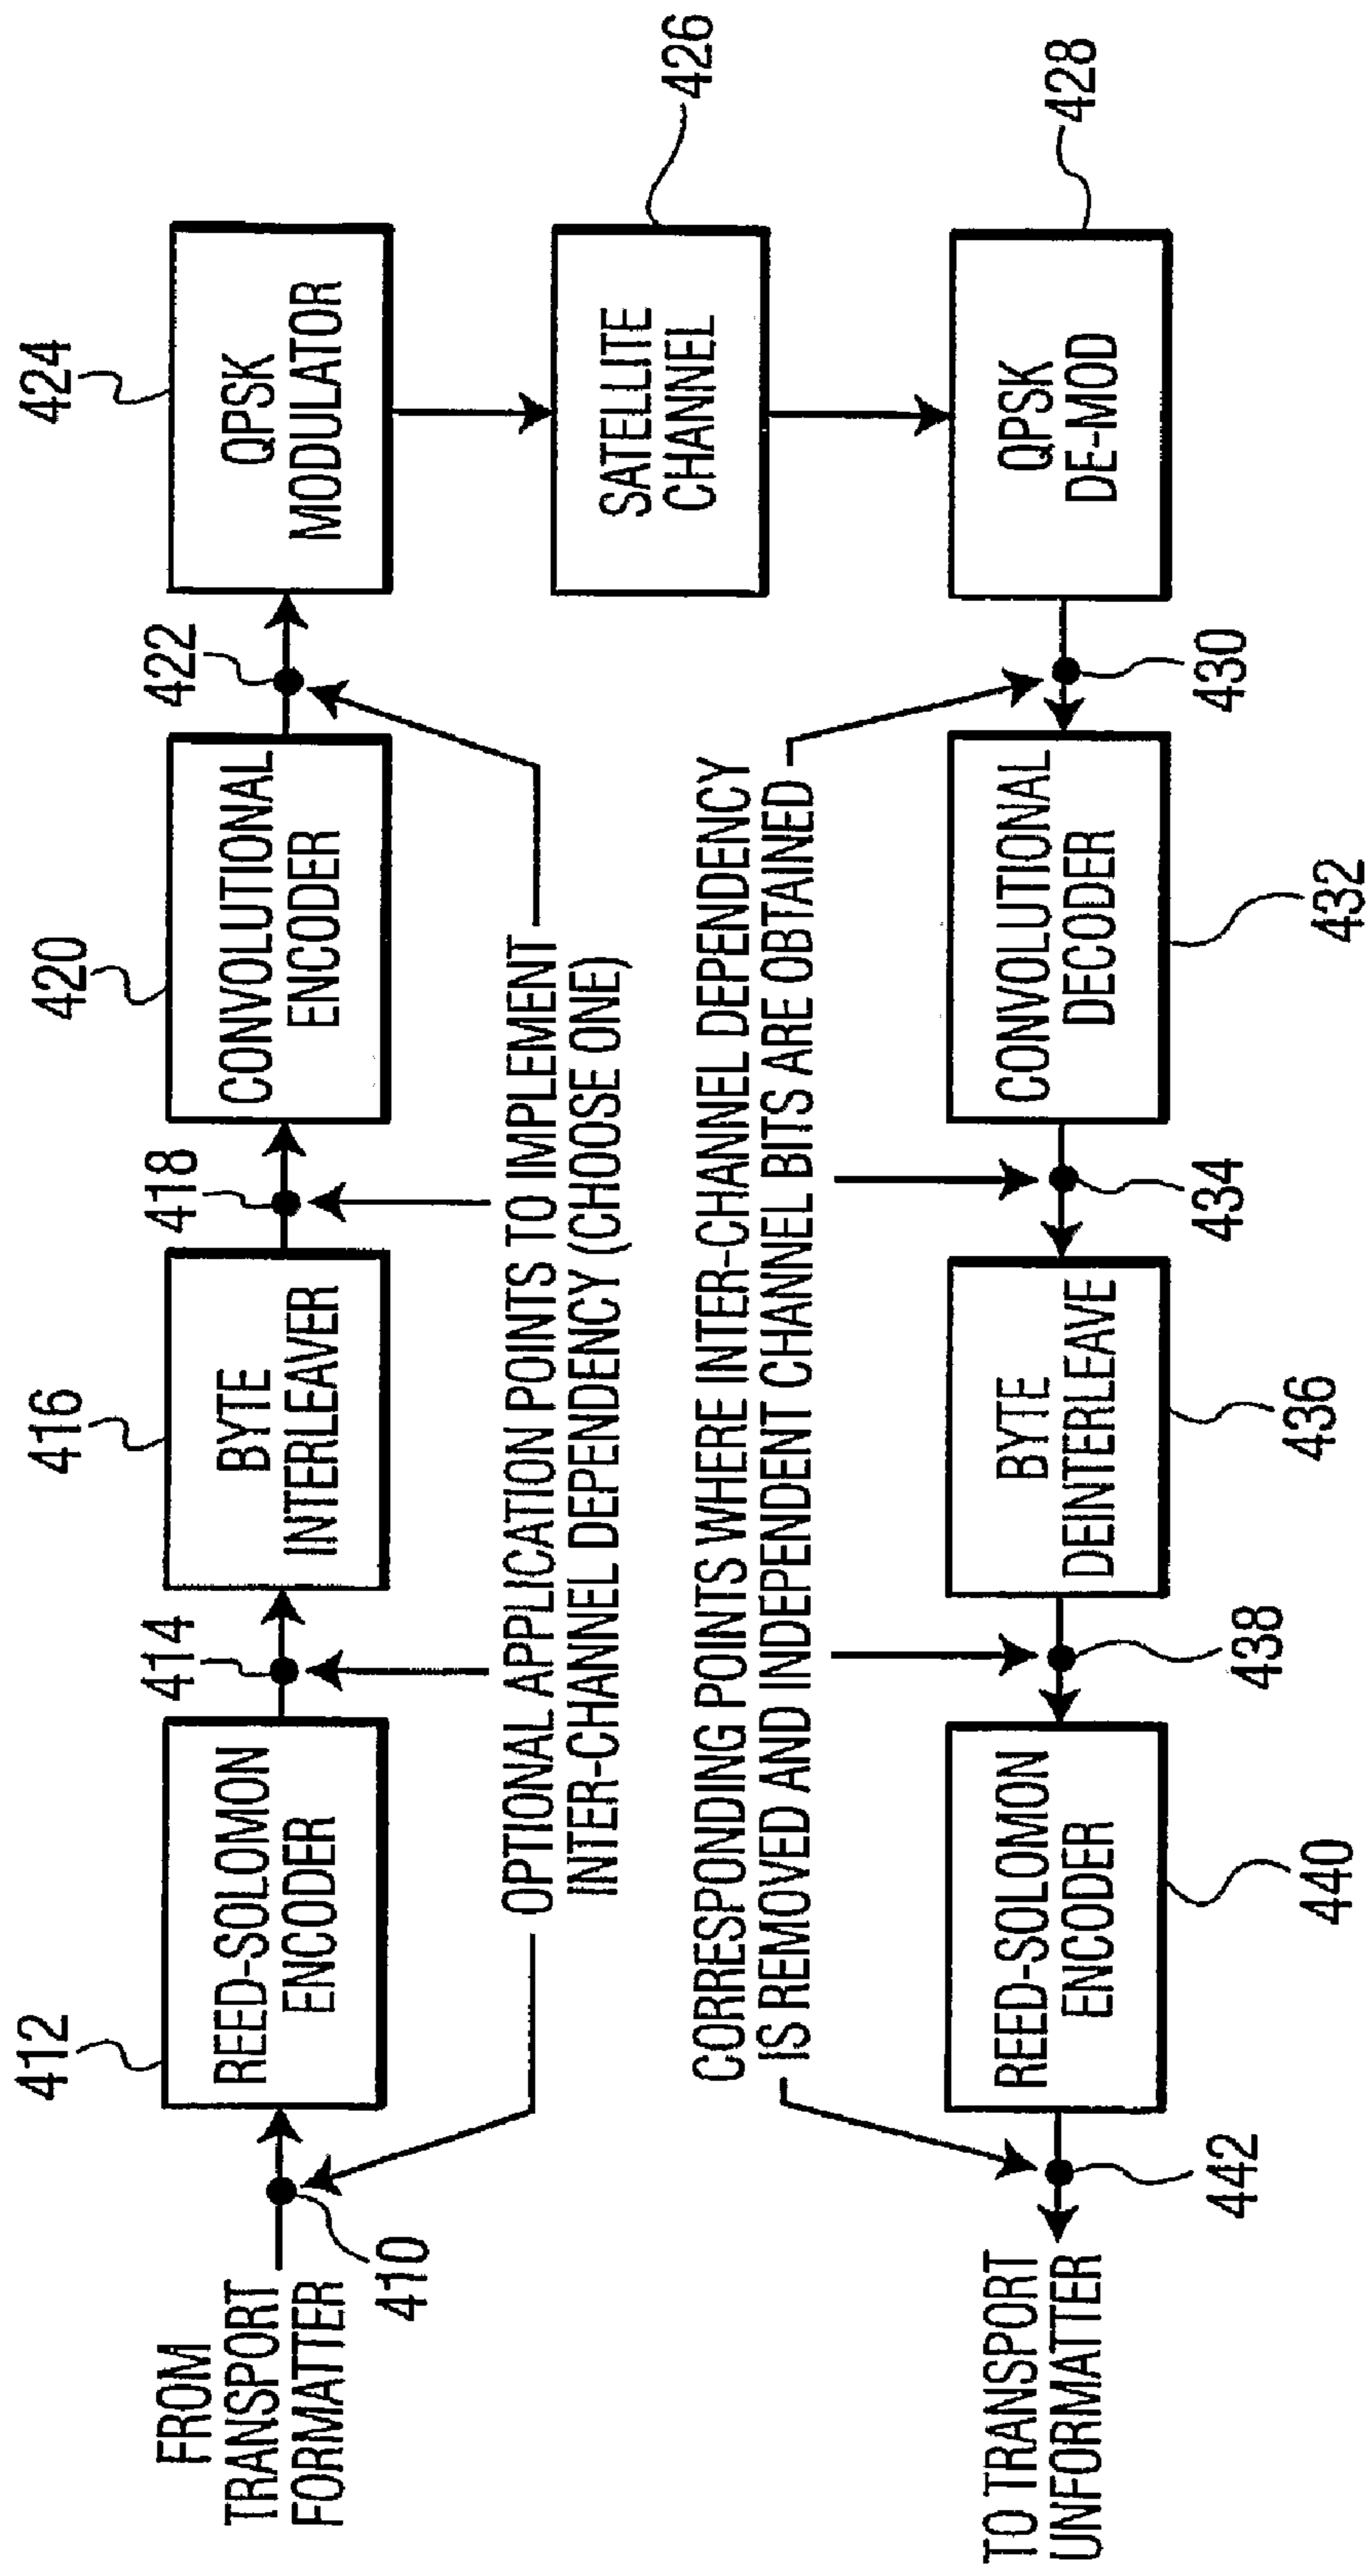 424
QPSK
MODULATOR
422
420
CONVOLUTIONAL
ENCODER
418
416
BYTE
INTERLEAVER
414
412
REED-SOLOMON
ENCODER
FROM
TRANSPORT
FORMATTER
410
OPTIONAL APPLICATION POINTS TO IMPLEMENT
INTER-CHANNEL DEPENDENCY (CHOOSE ONE)
SATELLITE
CHANNEL
426
CORRESPONDING POINTS WHERE INTER-CHANNEL DEPENDENCY
IS REMOVED AND INDEPENDENT CHANNEL BITS ARE OBTAINED
QPSK
DE-MOD
428
430
CONVOLUTIONAL
DECODER
432
434
BYTE
DEINTERLEAVE
436
438
REED-SOLOMON
ENCODER
440
442
TO TRANSPORT
UNFORMATTER